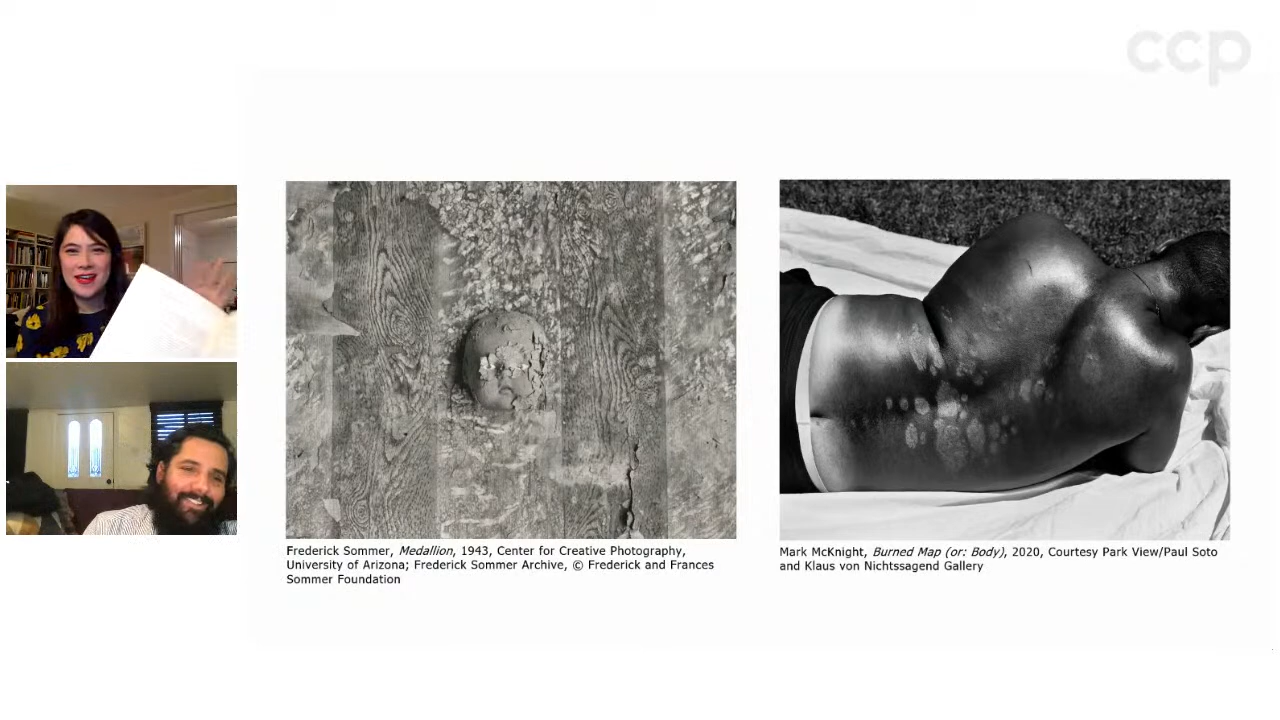 ccp
Frederick Sommer, Medallion, 1943, Center for Creative Photography,
University of Arizona; Frederick Sommer Archive, © Frederick and Frances
Sommer Foundation
Mark McKnight, Burned Map (or: Body), 2020, Courtesy Park View/Paul Soto
and Klaus von Nichtssagend Gallery